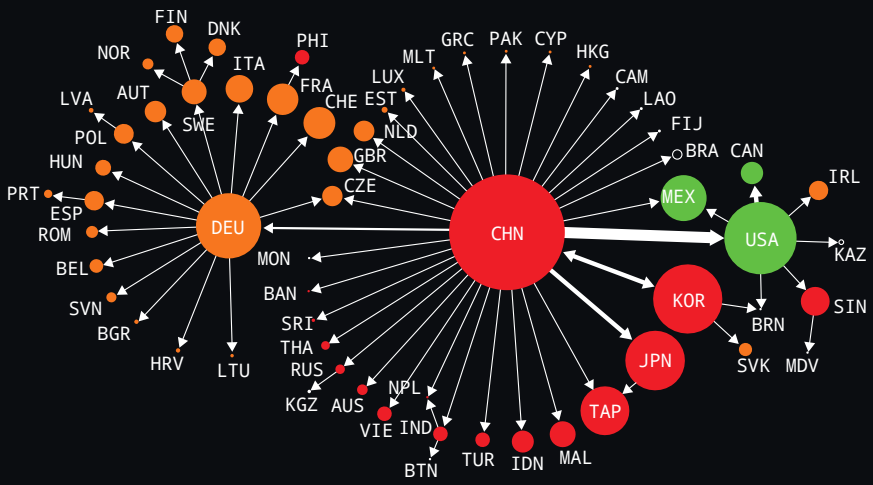 FIN
DNK
NOR
PHI
GRC
PAK
CYP
HKG
MLT
ITA
LUX
CAM
FRA
AUT
LVA
CHE
EST
LAO
SWE
NLD
FIJ
POL
BRA
CAN
GBR
HUN
IRL
CZE
PRT
MEX
ESP
DEU
CHN
USA
ROM
KAZ
MON
BEL
BAN
KOR
SIN
SVN
SRI
BRN
BGR
THA
JPN
HRV
RUS
SVK
MDV
LTU
NPL
KGZ
AUS
TAP
VIE
IND
TUR
IDN
MAL
BTN